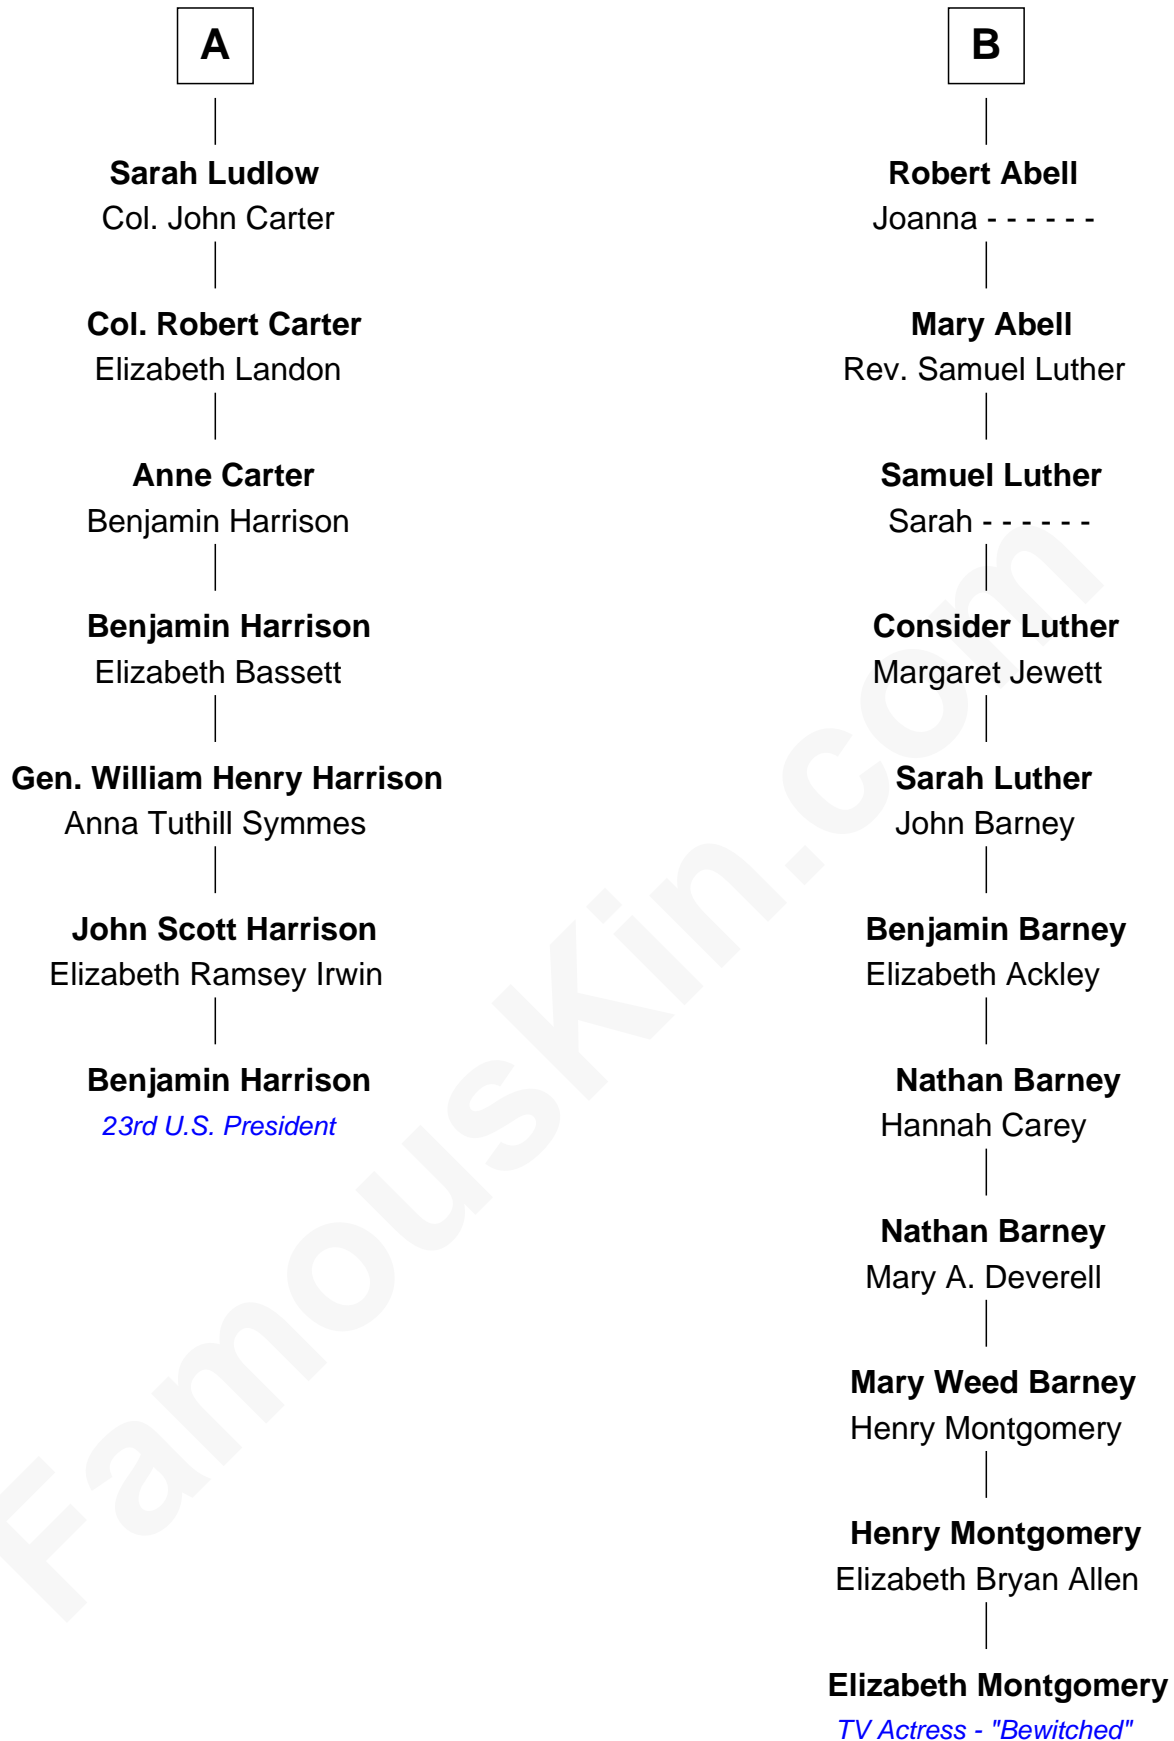 A
Sarah Ludlow
Col. John Carter
Col. Robert Carter
Elizabeth Landon
Anne Carter
Benjamin Harrison
Benjamin Harrison
Elizabeth Bassett
Gen. William Henry Harrison
Anna Tuthill Symmes
John Scott Harrison
Elizabeth Ramsey Irwin
Benjamin Harrison
23rd U.S. President
B
Robert Abell
Joanna - - - - - -
Mary Abell
Rev. Samuel Luther
Samuel Luther
Sarah - - - - - -
Consider Luther
Margaret Jewett
Sarah Luther
John Barney
Benjamin Barney
Elizabeth Ackley
Nathan Barney
Hannah Carey
Nathan Barney
Mary A. Deverell
Mary Weed Barney
Henry Montgomery
Henry Montgomery
Elizabeth Bryan Allen
Elizabeth Montgomery
TV Actress - "Bewitched"
FamousKin.com